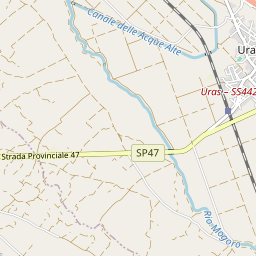 Canale delle Acque Alte
Ura
Uras – SS442
SP47
Strada Provinciale 47
Rio Mogoro